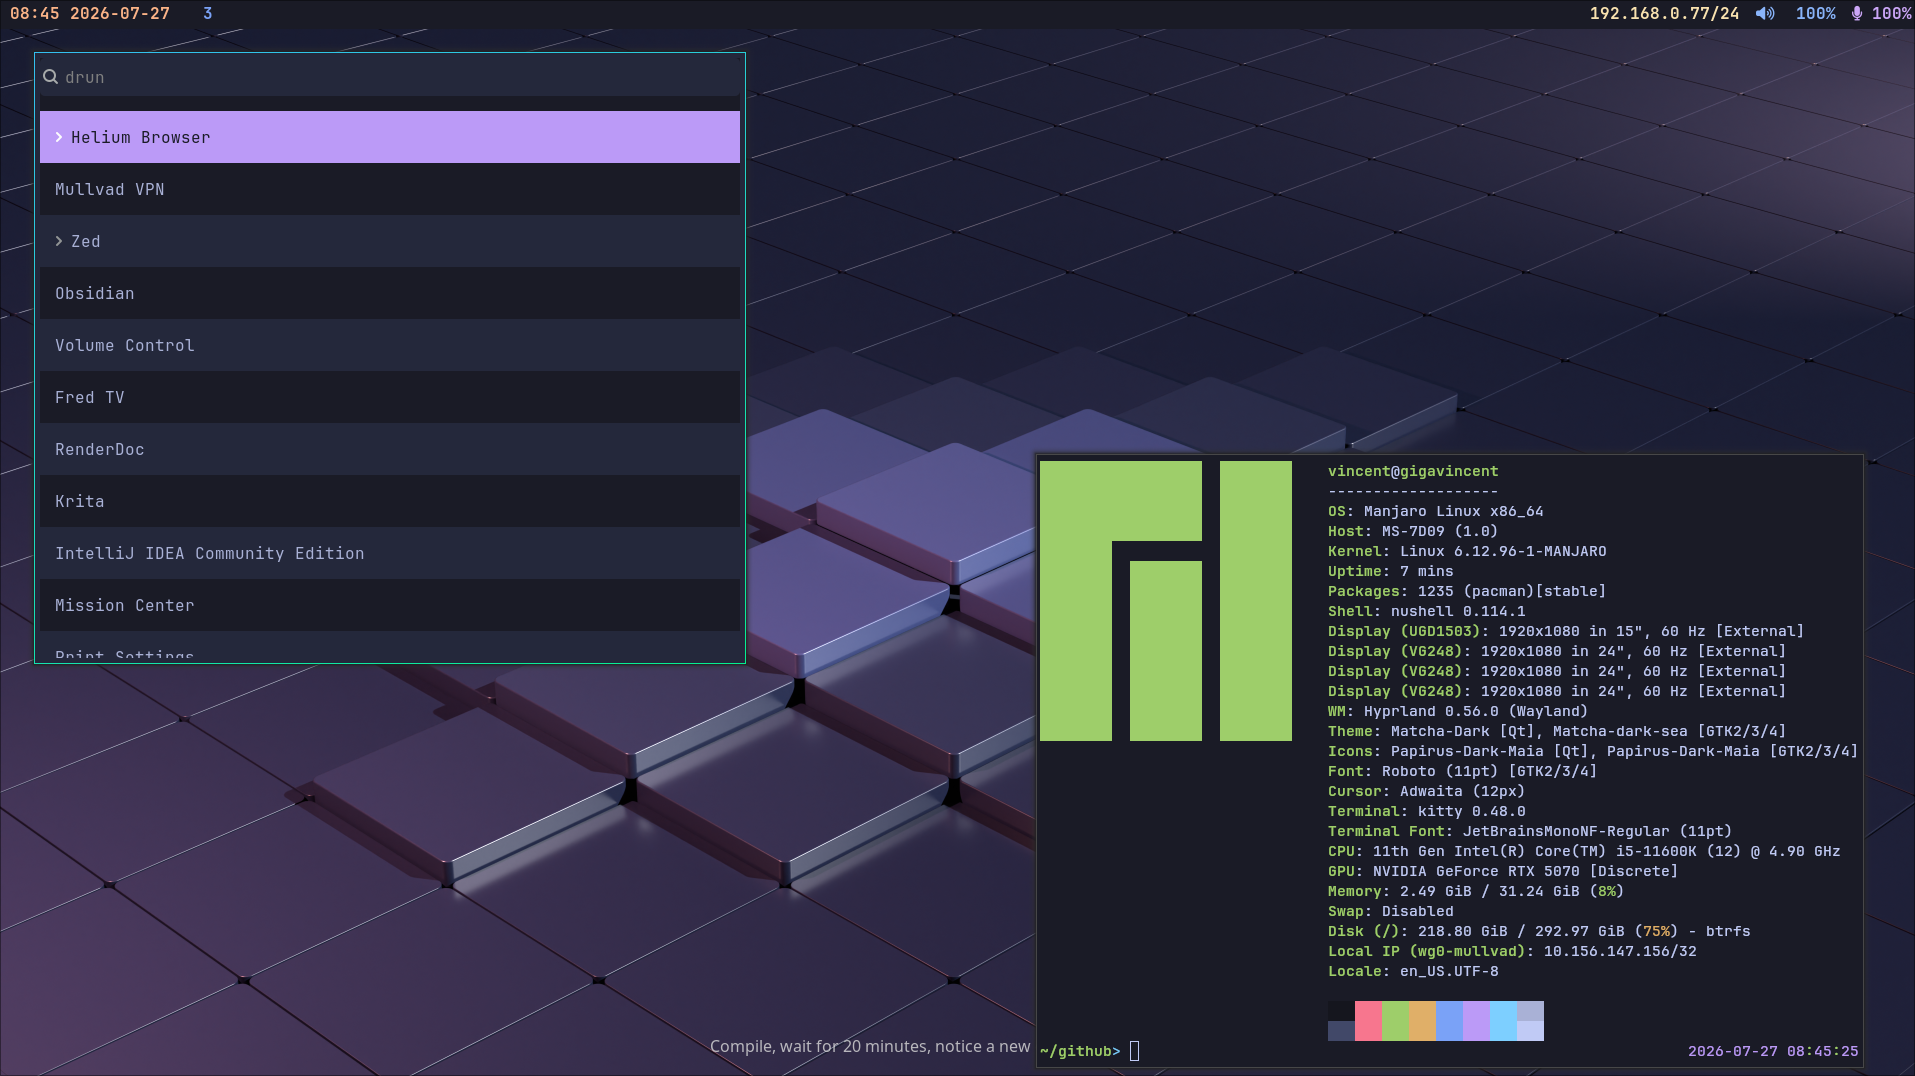 08:45 2026-07-27 3 192.168.0.77/24 100% 100%
drun
Helium Browser
Mullvad VPN
Zed
Obsidian
Volume Control
Fred TV
RenderDoc
Krita
IntelliJ IDEA Community Edition
Mission Center
Print Settings
vincent@gigavincent
-------------------
OS: Manjaro Linux x86_64
Host: MS-7D09 (1.0)
Kernel: Linux 6.12.96-1-MANJARO
Uptime: 7 mins
Packages: 1235 (pacman)[stable]
Shell: nushell 0.114.1
Display (UGD1503): 1920x1080 in 15", 60 Hz [External]
Display (VG248): 1920x1080 in 24", 60 Hz [External]
Display (VG248): 1920x1080 in 24", 60 Hz [External]
Display (VG248): 1920x1080 in 24", 60 Hz [External]
WM: Hyprland 0.56.0 (Wayland)
Theme: Matcha-Dark [Qt], Matcha-dark-sea [GTK2/3/4]
Icons: Papirus-Dark-Maia [Qt], Papirus-Dark-Maia [GTK2/3/4]
Font: Roboto (11pt) [GTK2/3/4]
Cursor: Adwaita (12px)
Terminal: kitty 0.48.0
Terminal Font: JetBrainsMonoNF-Regular (11pt)
CPU: 11th Gen Intel(R) Core(TM) i5-11600K (12) @ 4.90 GHz
GPU: NVIDIA GeForce RTX 5070 [Discrete]
Memory: 2.49 GiB / 31.24 GiB (8%)
Swap: Disabled
Disk (/): 218.80 GiB / 292.97 GiB (75%) - btrfs
Local IP (wg0-mullvad): 10.156.147.156/32
Locale: en_US.UTF-8
~/github> 2026-07-27 08:45:25
Compile, wait for 20 minutes, notice a new